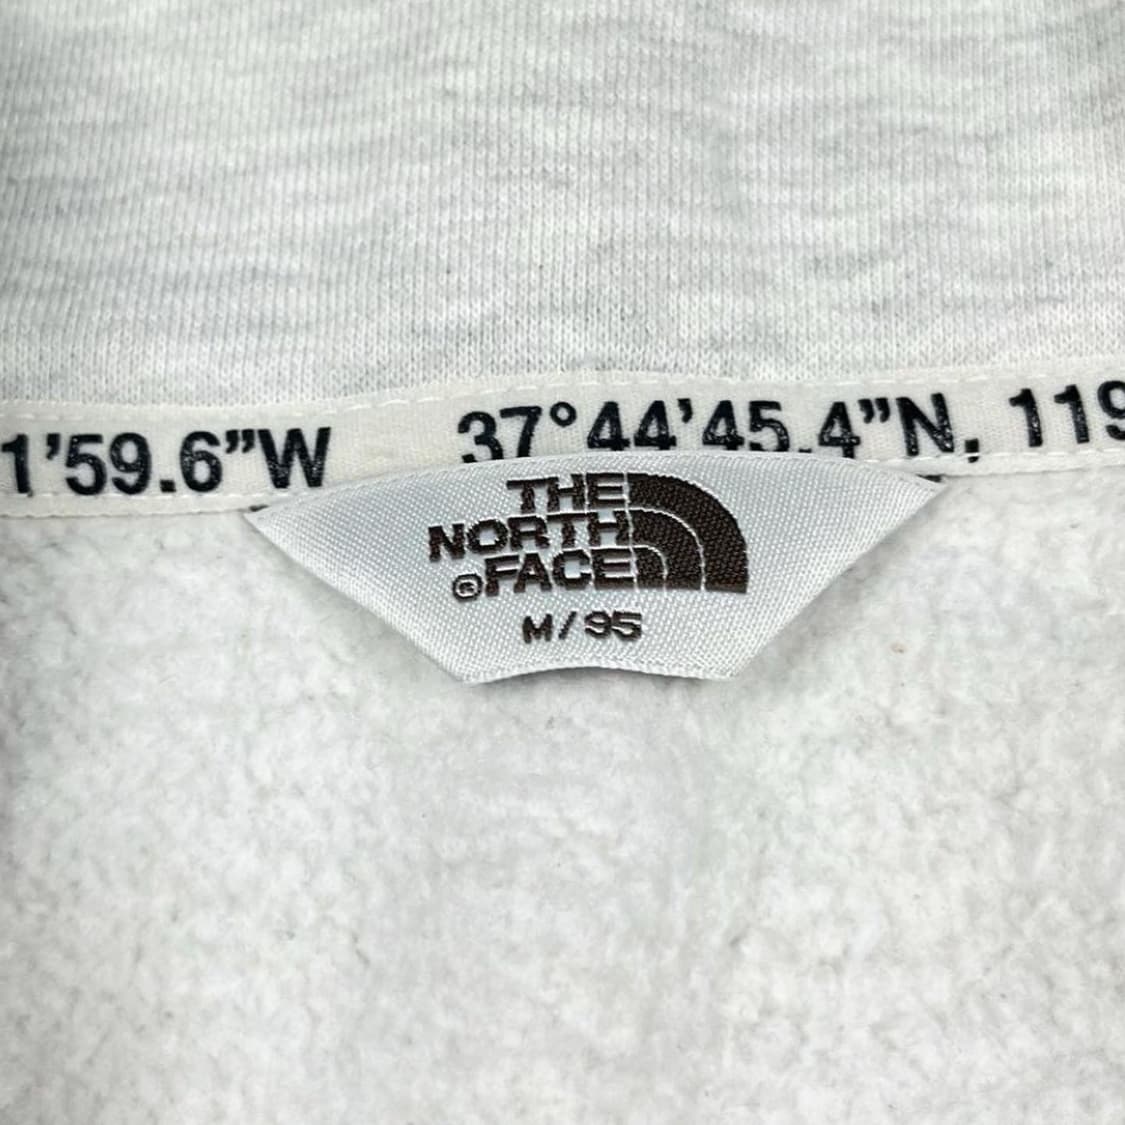 1’59.6”W 37°44’45.4”N, 119
THE
NORTH
®FACE
M/95